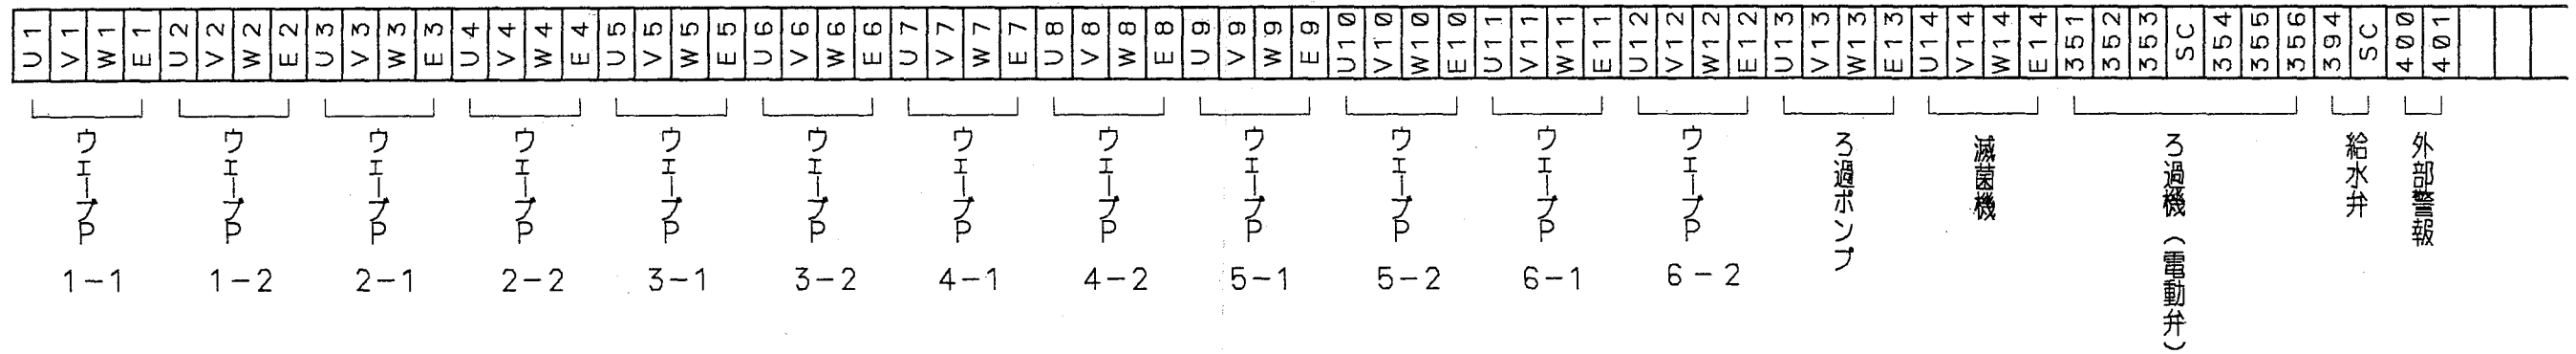 U1 V1 W1 E1 U2 V2 W2 E2 U3 V3 W3 E3 U4 V4 W4 E4 U5 V5 W5 E5 U6 V6 W6 E6 U7 V7 W7 E7 U8 V8 W8 E8 U9 V9 W9 E9 U10 V10 W10 E10 U11 V11 W11 E11 U12 V12 W12 E12 U13 V13 W13 E13 U14 V14 W14 E14 351 352 353 SC 354 355 356 394 SC 400 401
ウェーブP 1-1
ウェーブP 1-2
ウェーブP 2-1
ウェーブP 2-2
ウェーブP 3-1
ウェーブP 3-2
ウェーブP 4-1
ウェーブP 4-2
ウェーブP 5-1
ウェーブP 5-2
ウェーブP 6-1
ウェーブP 6-2
ろ過ポンプ
滅菌機
ろ過機（電動弁）
給水弁
外部警報